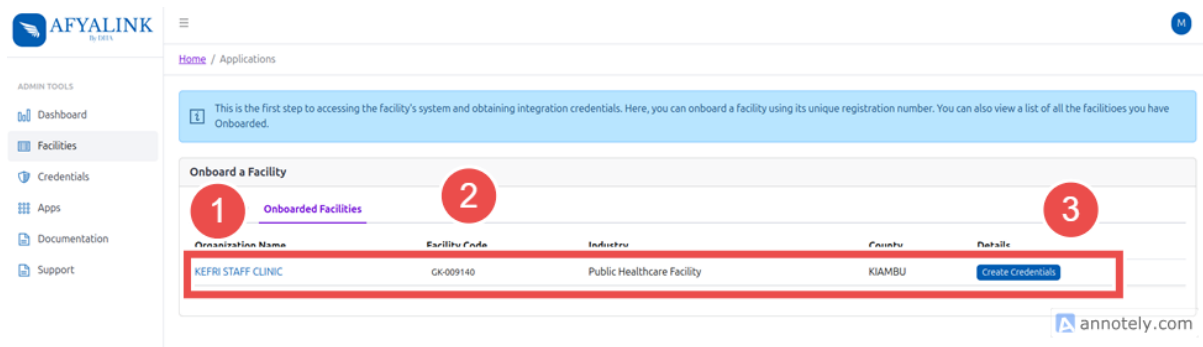 AFYALINK
By DHA
M
Home / Applications
ADMIN TOOLS
Dashboard
Facilities
Credentials
Apps
Documentation
Support
This is the first step to accessing the facility's system and obtaining integration credentials. Here, you can onboard a facility using its unique registration number. You can also view a list of all the facilitioes you have
Onboarded.
Onboard a Facility
1
2
3
Onboarded Facilities
Organization Name Facility Code Industry County Details
KEFRI STAFF CLINIC GK-009140 Public Healthcare Facility KIAMBU Create Credentials
annotely.com